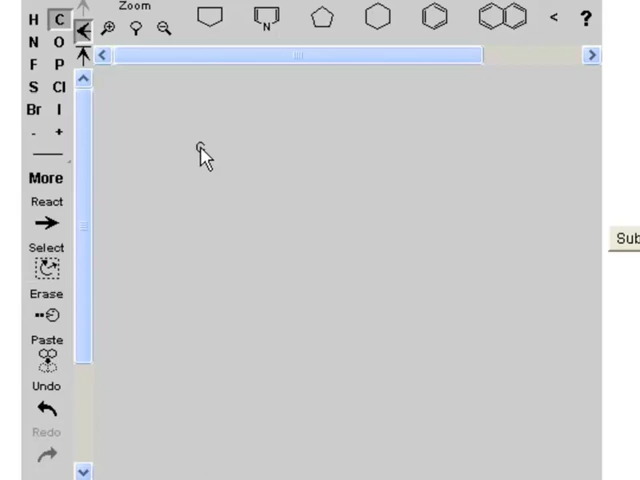 Zoom
H C
N O
F P
S Cl
Br I
- +
N
< ?
More
React
Select
Erase
Paste
Undo
Redo
C
Sub